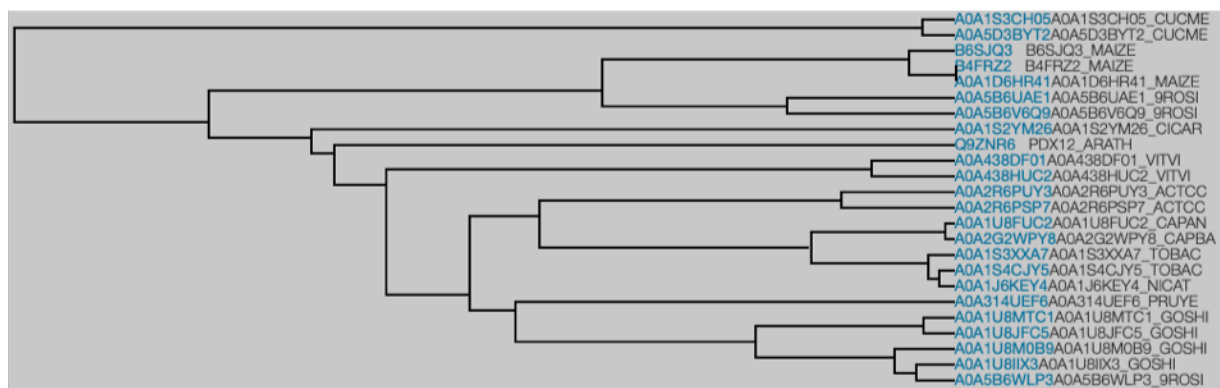 A0A1S3CH05A0A1S3CH05_CUCME
A0A5D3BYT2A0A5D3BYT2_CUCME
B6SJQ3 B6SJQ3_MAIZE
B4FRZ2 B4FRZ2_MAIZE
A0A1D6HR41A0A1D6HR41_MAIZE
A0A5B6UAE1A0A5B6UAE1_9ROSI
A0A5B6V6Q9A0A5B6V6Q9_9ROSI
A0A1S2YM26A0A1S2YM26_CICAR
Q9ZNR6 PDX12_ARATH
A0A438DF01A0A438DF01_VITVI
A0A438HUC2A0A438HUC2_VITVI
A0A2R6PUY3A0A2R6PUY3_ACTCC
A0A2R6PSP7A0A2R6PSP7_ACTCC
A0A1U8FUC2A0A1U8FUC2_CAPAN
A0A2G2WPY8A0A2G2WPY8_CAPBA
A0A1S3XXA7A0A1S3XXA7_TOBAC
A0A1S4CJY5A0A1S4CJY5_TOBAC
A0A1J6KEY4A0A1J6KEY4_NICAT
A0A314UEF6A0A314UEF6_PRUYE
A0A1U8MTC1A0A1U8MTC1_GOSHI
A0A1U8JFC5A0A1U8JFC5_GOSHI
A0A1U8M0B9A0A1U8M0B9_GOSHI
A0A1U8IIX3A0A1U8IIX3_GOSHI
A0A5B6WLP3A0A5B6WLP3_9ROSI